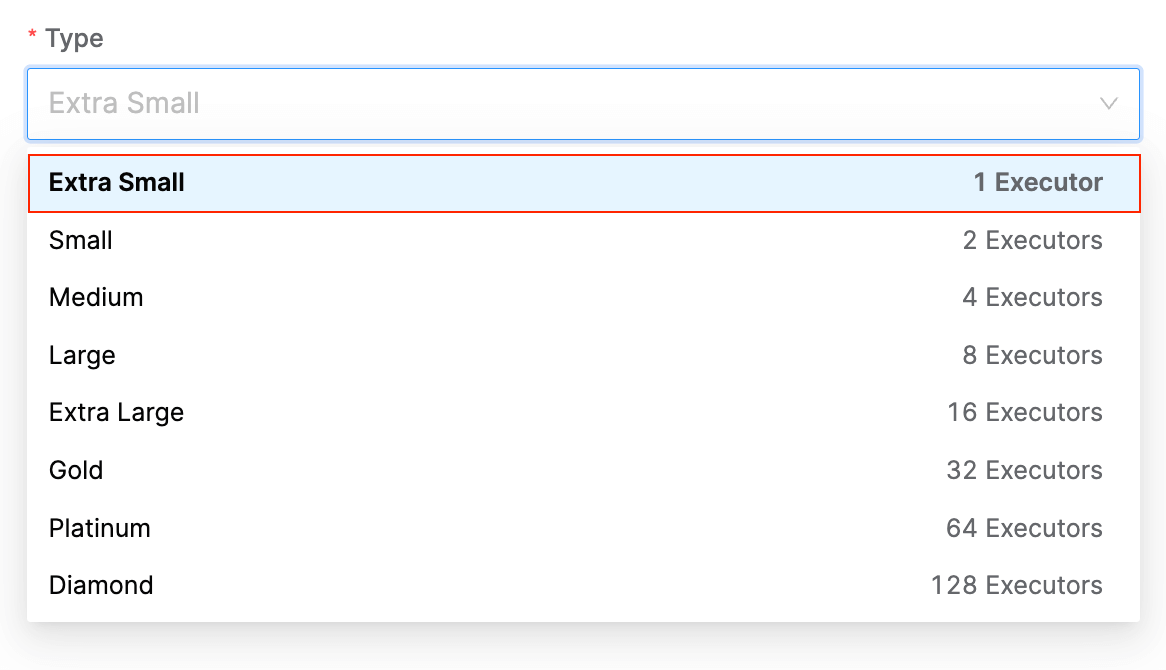 * Type
Extra Small
Extra Small 1 Executor
Small 2 Executors
Medium 4 Executors
Large 8 Executors
Extra Large 16 Executors
Gold 32 Executors
Platinum 64 Executors
Diamond 128 Executors